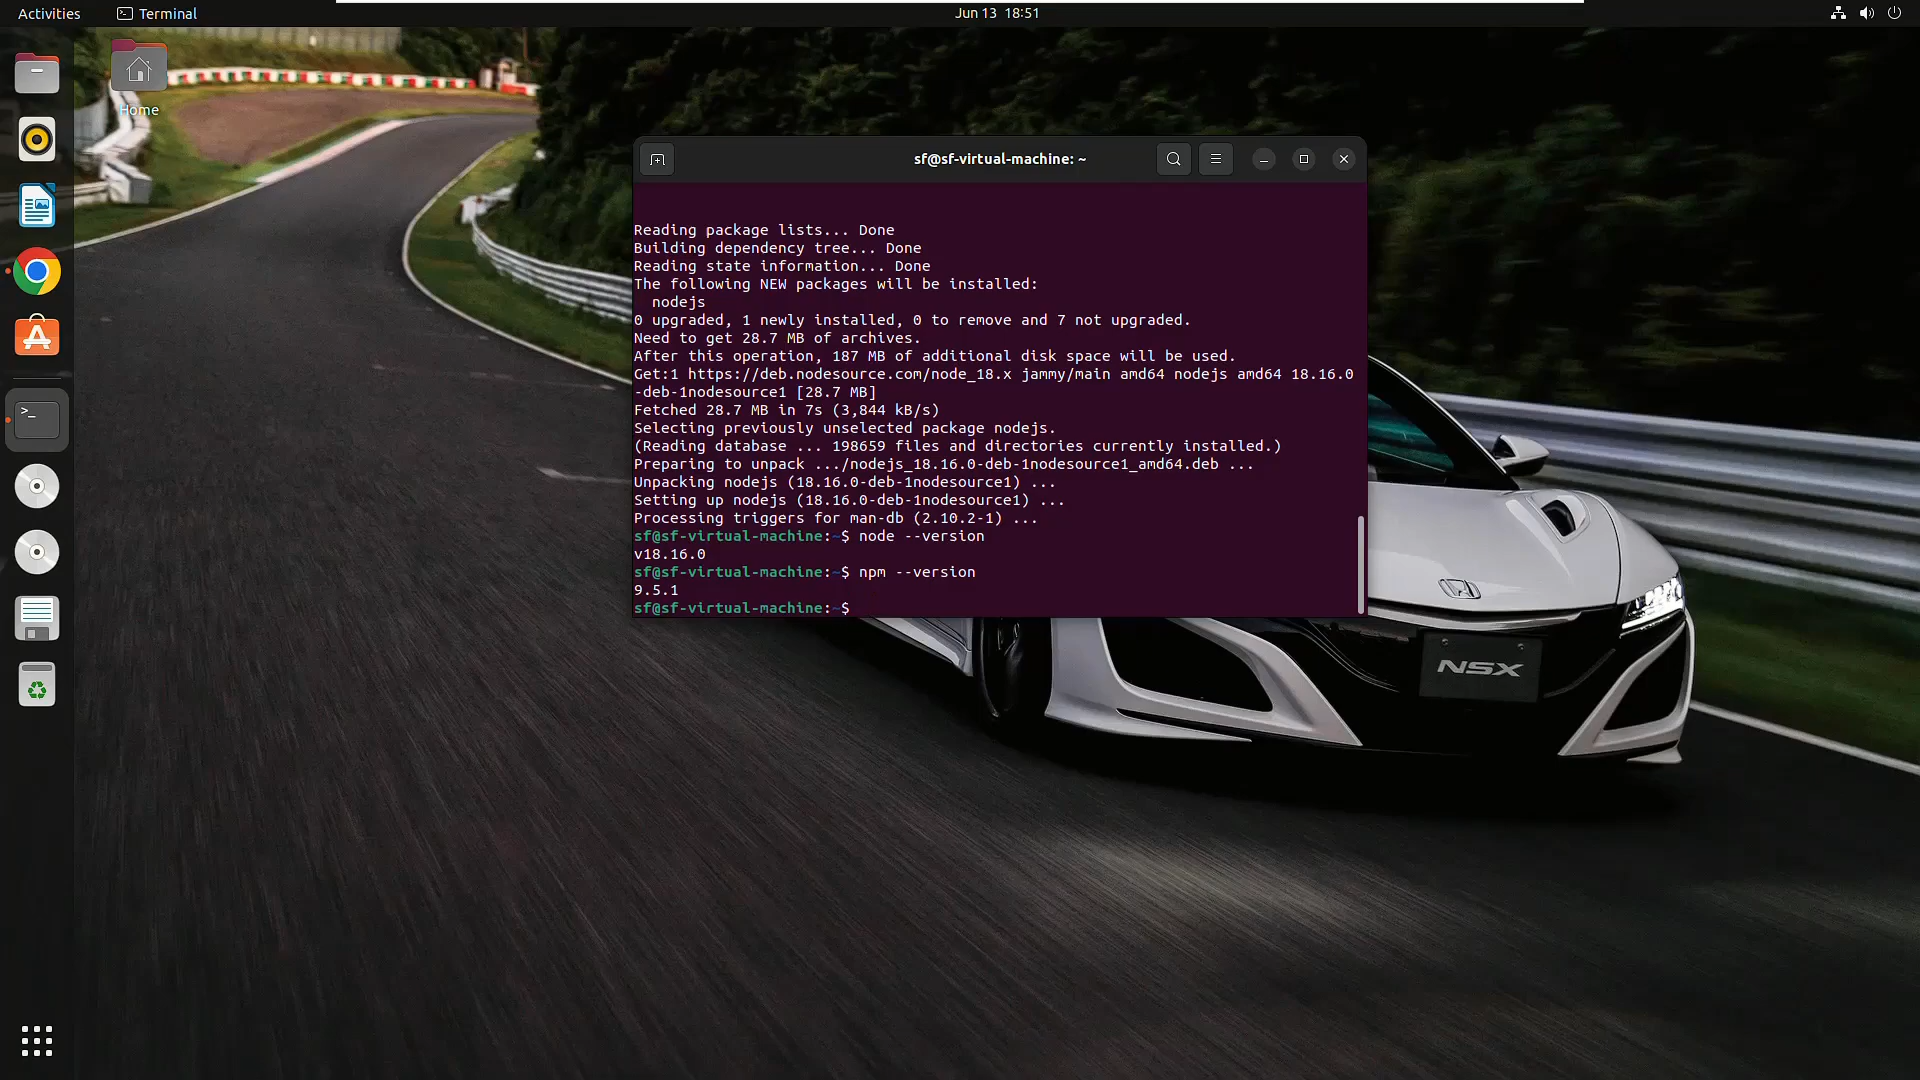 Activities
Terminal
Jun 13 18:51
Home
sf@sf-virtual-machine: ~
Reading package lists... Done
Building dependency tree... Done
Reading state information... Done
The following NEW packages will be installed:
  nodejs
0 upgraded, 1 newly installed, 0 to remove and 7 not upgraded.
Need to get 28.7 MB of archives.
After this operation, 187 MB of additional disk space will be used.
Get:1 https://deb.nodesource.com/node_18.x jammy/main amd64 nodejs amd64 18.16.0
-deb-1nodesource1 [28.7 MB]
Fetched 28.7 MB in 7s (3,844 kB/s)
Selecting previously unselected package nodejs.
(Reading database ... 198659 files and directories currently installed.)
Preparing to unpack .../nodejs_18.16.0-deb-1nodesource1_amd64.deb ...
Unpacking nodejs (18.16.0-deb-1nodesource1) ...
Setting up nodejs (18.16.0-deb-1nodesource1) ...
Processing triggers for man-db (2.10.2-1) ...
sf@sf-virtual-machine:~$ node --version
v18.16.0
sf@sf-virtual-machine:~$ npm --version
9.5.1
sf@sf-virtual-machine:~$
NSX